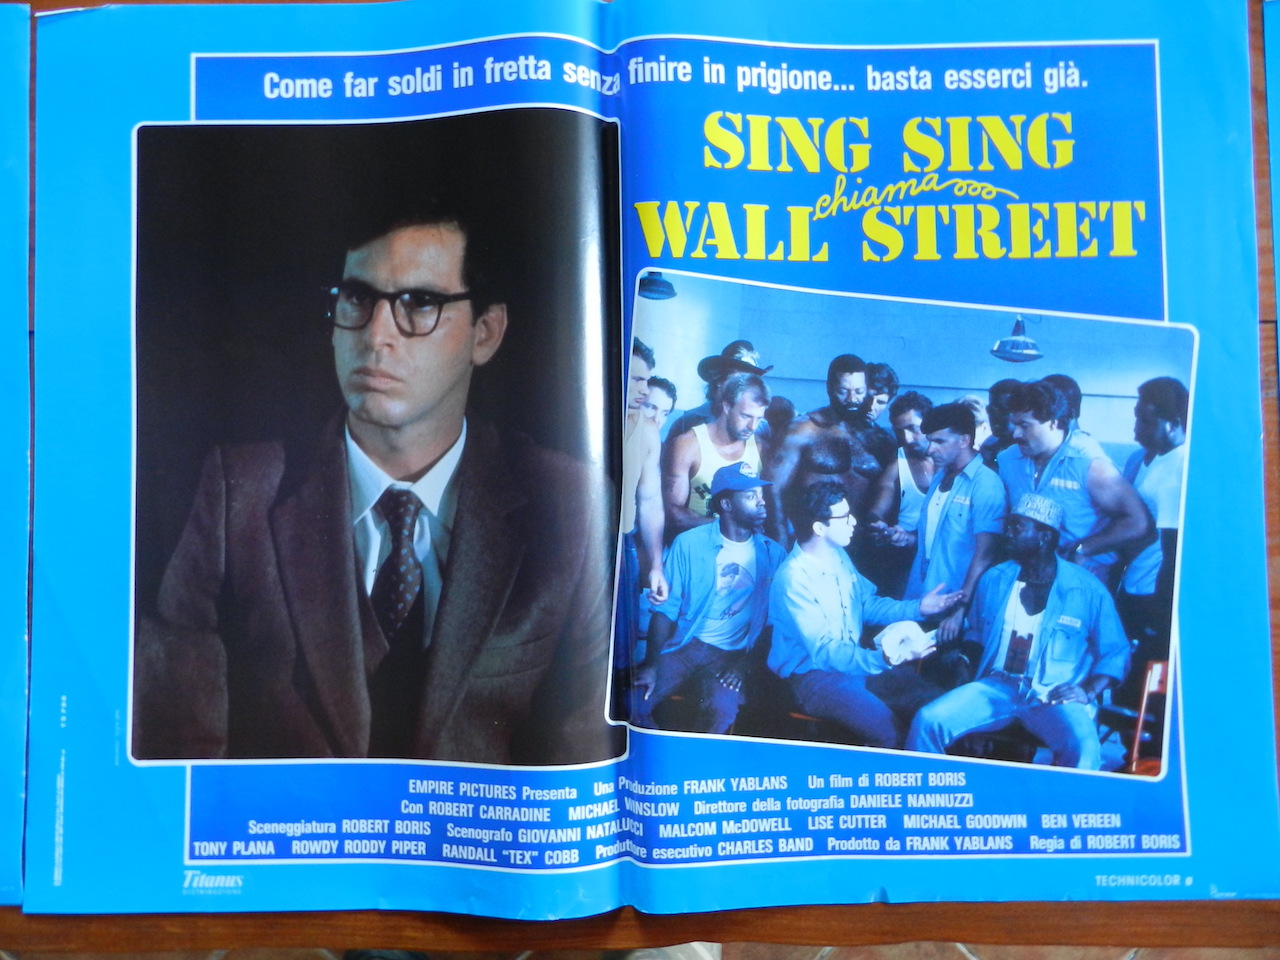 Come far soldi in fretta senza finire in prigione... basta esserci già.
SING SING
chiama
WALL STREET
EMPIRE PICTURES Presenta Una Produzione FRANK YABLANS Un film di ROBERT BORIS
Con ROBERT CARRADINE MICHAEL WINSLOW Direttore della fotografia DANIELE NANNUZZI
Sceneggiatura ROBERT BORIS Scenografo GIOVANNI NATALUCCI MALCOM McDOWELL LISE CUTTER MICHAEL GOODWIN BEN VEREEN
TONY PLANA ROWDY RODDY PIPER RANDALL "TEX" COBB Produttore esecutivo CHARLES BAND Prodotto da FRANK YABLANS Regia di ROBERT BORIS
Titanus
DISTRIBUZIONE
TECHNICOLOR